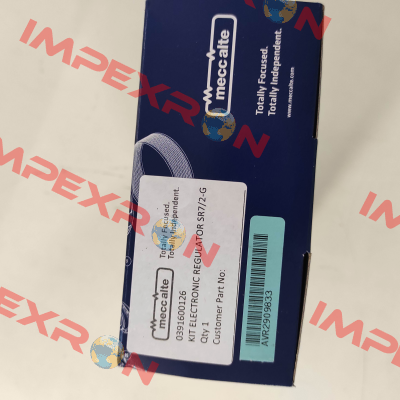 meccalte
Totally Focused.
Totally Independent.
www.meccalte.com
meccalte
Totally Focused.
Totally Independent.
0391600126
KIT ELECTRONIC REGULATOR SR7/2-G
Qty 1
Customer Part No:
AVR2909833
IMPEXRON
IMPEXRON
IMPEXRON